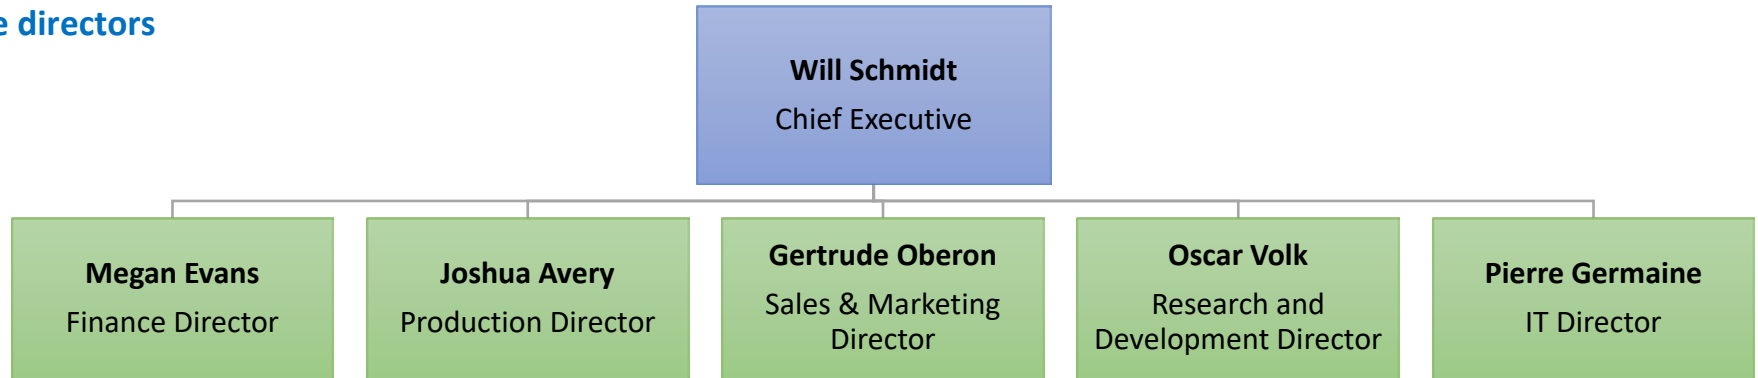 e directors
Will Schmidt
Chief Executive
Megan Evans
Finance Director
Joshua Avery
Production Director
Gertrude Oberon
Sales & Marketing
Director
Oscar Volk
Research and
Development Director
Pierre Germaine
IT Director